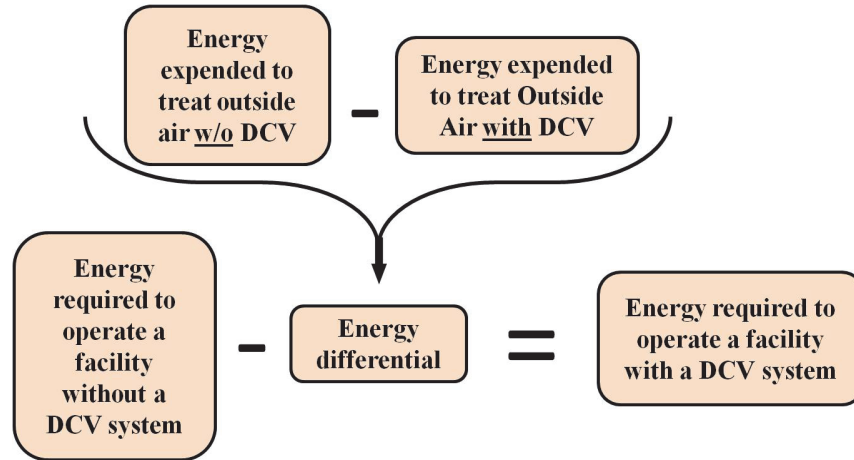 Energy
expended to
treat outside
air w/o DCV
-
Energy expended
to treat Outside
Air with DCV
Energy
required to
operate a
facility
without a
DCV system
-
Energy
differential
=
Energy required to
operate a facility
with a DCV system